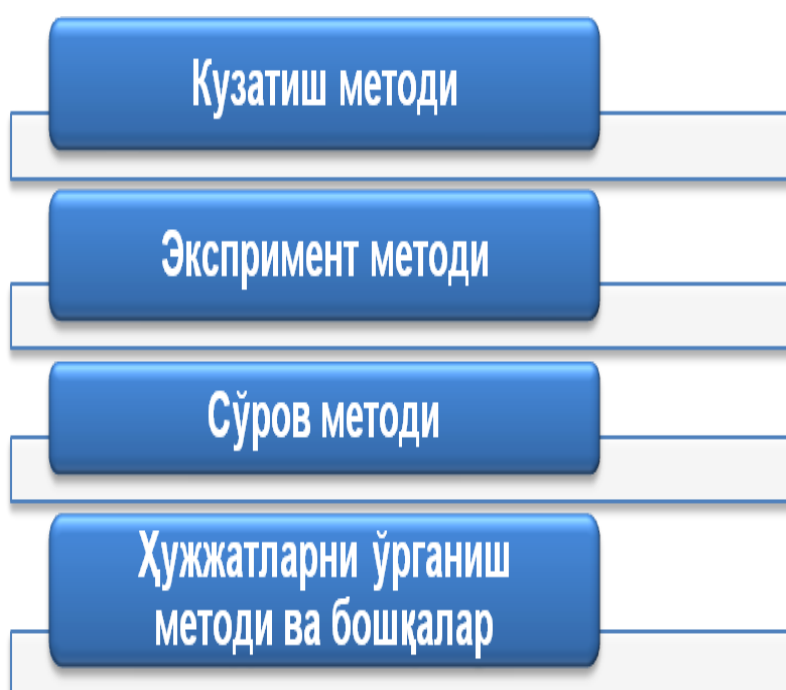 Кузатиш методи
Экспримент методи
Сўров методи
Ҳужжатларни ўрганиш
методи ва бошқалар